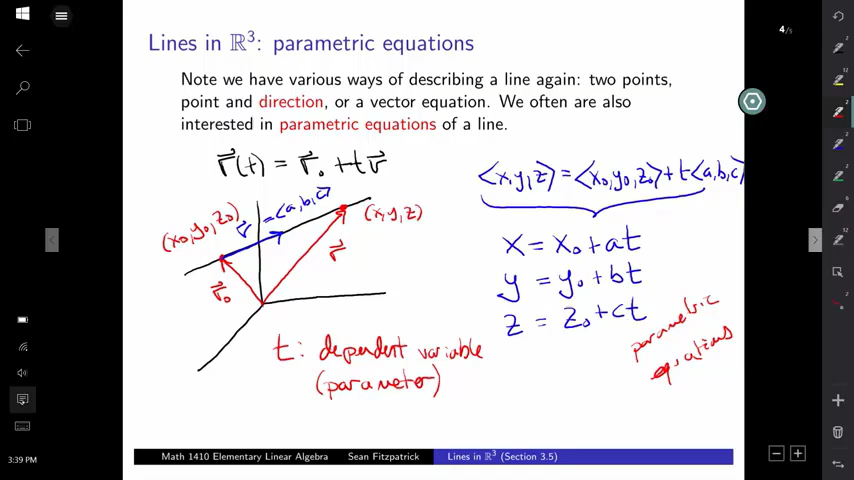 4/5
Lines in ℝ³: parametric equations
Note we have various ways of describing a line again: two points,
point and direction, or a vector equation. We often are also
interested in parametric equations of a line.
r⃗(t) = r⃗₀ + t v⃗
⟨x,y,z⟩ = ⟨x₀,y₀,z₀⟩ + t⟨a,b,c⟩
(x₀,y₀,z₀)
v⃗ = ⟨a,b,c⟩
(x,y,z)
r⃗
r⃗₀
x = x₀ + at
y = y₀ + bt
z = z₀ + ct
parametric
equations
t: dependent variable
(parameter)
3:39 PM
Math 1410 Elementary Linear Algebra Sean Fitzpatrick Lines in ℝ³ (Section 3.5)